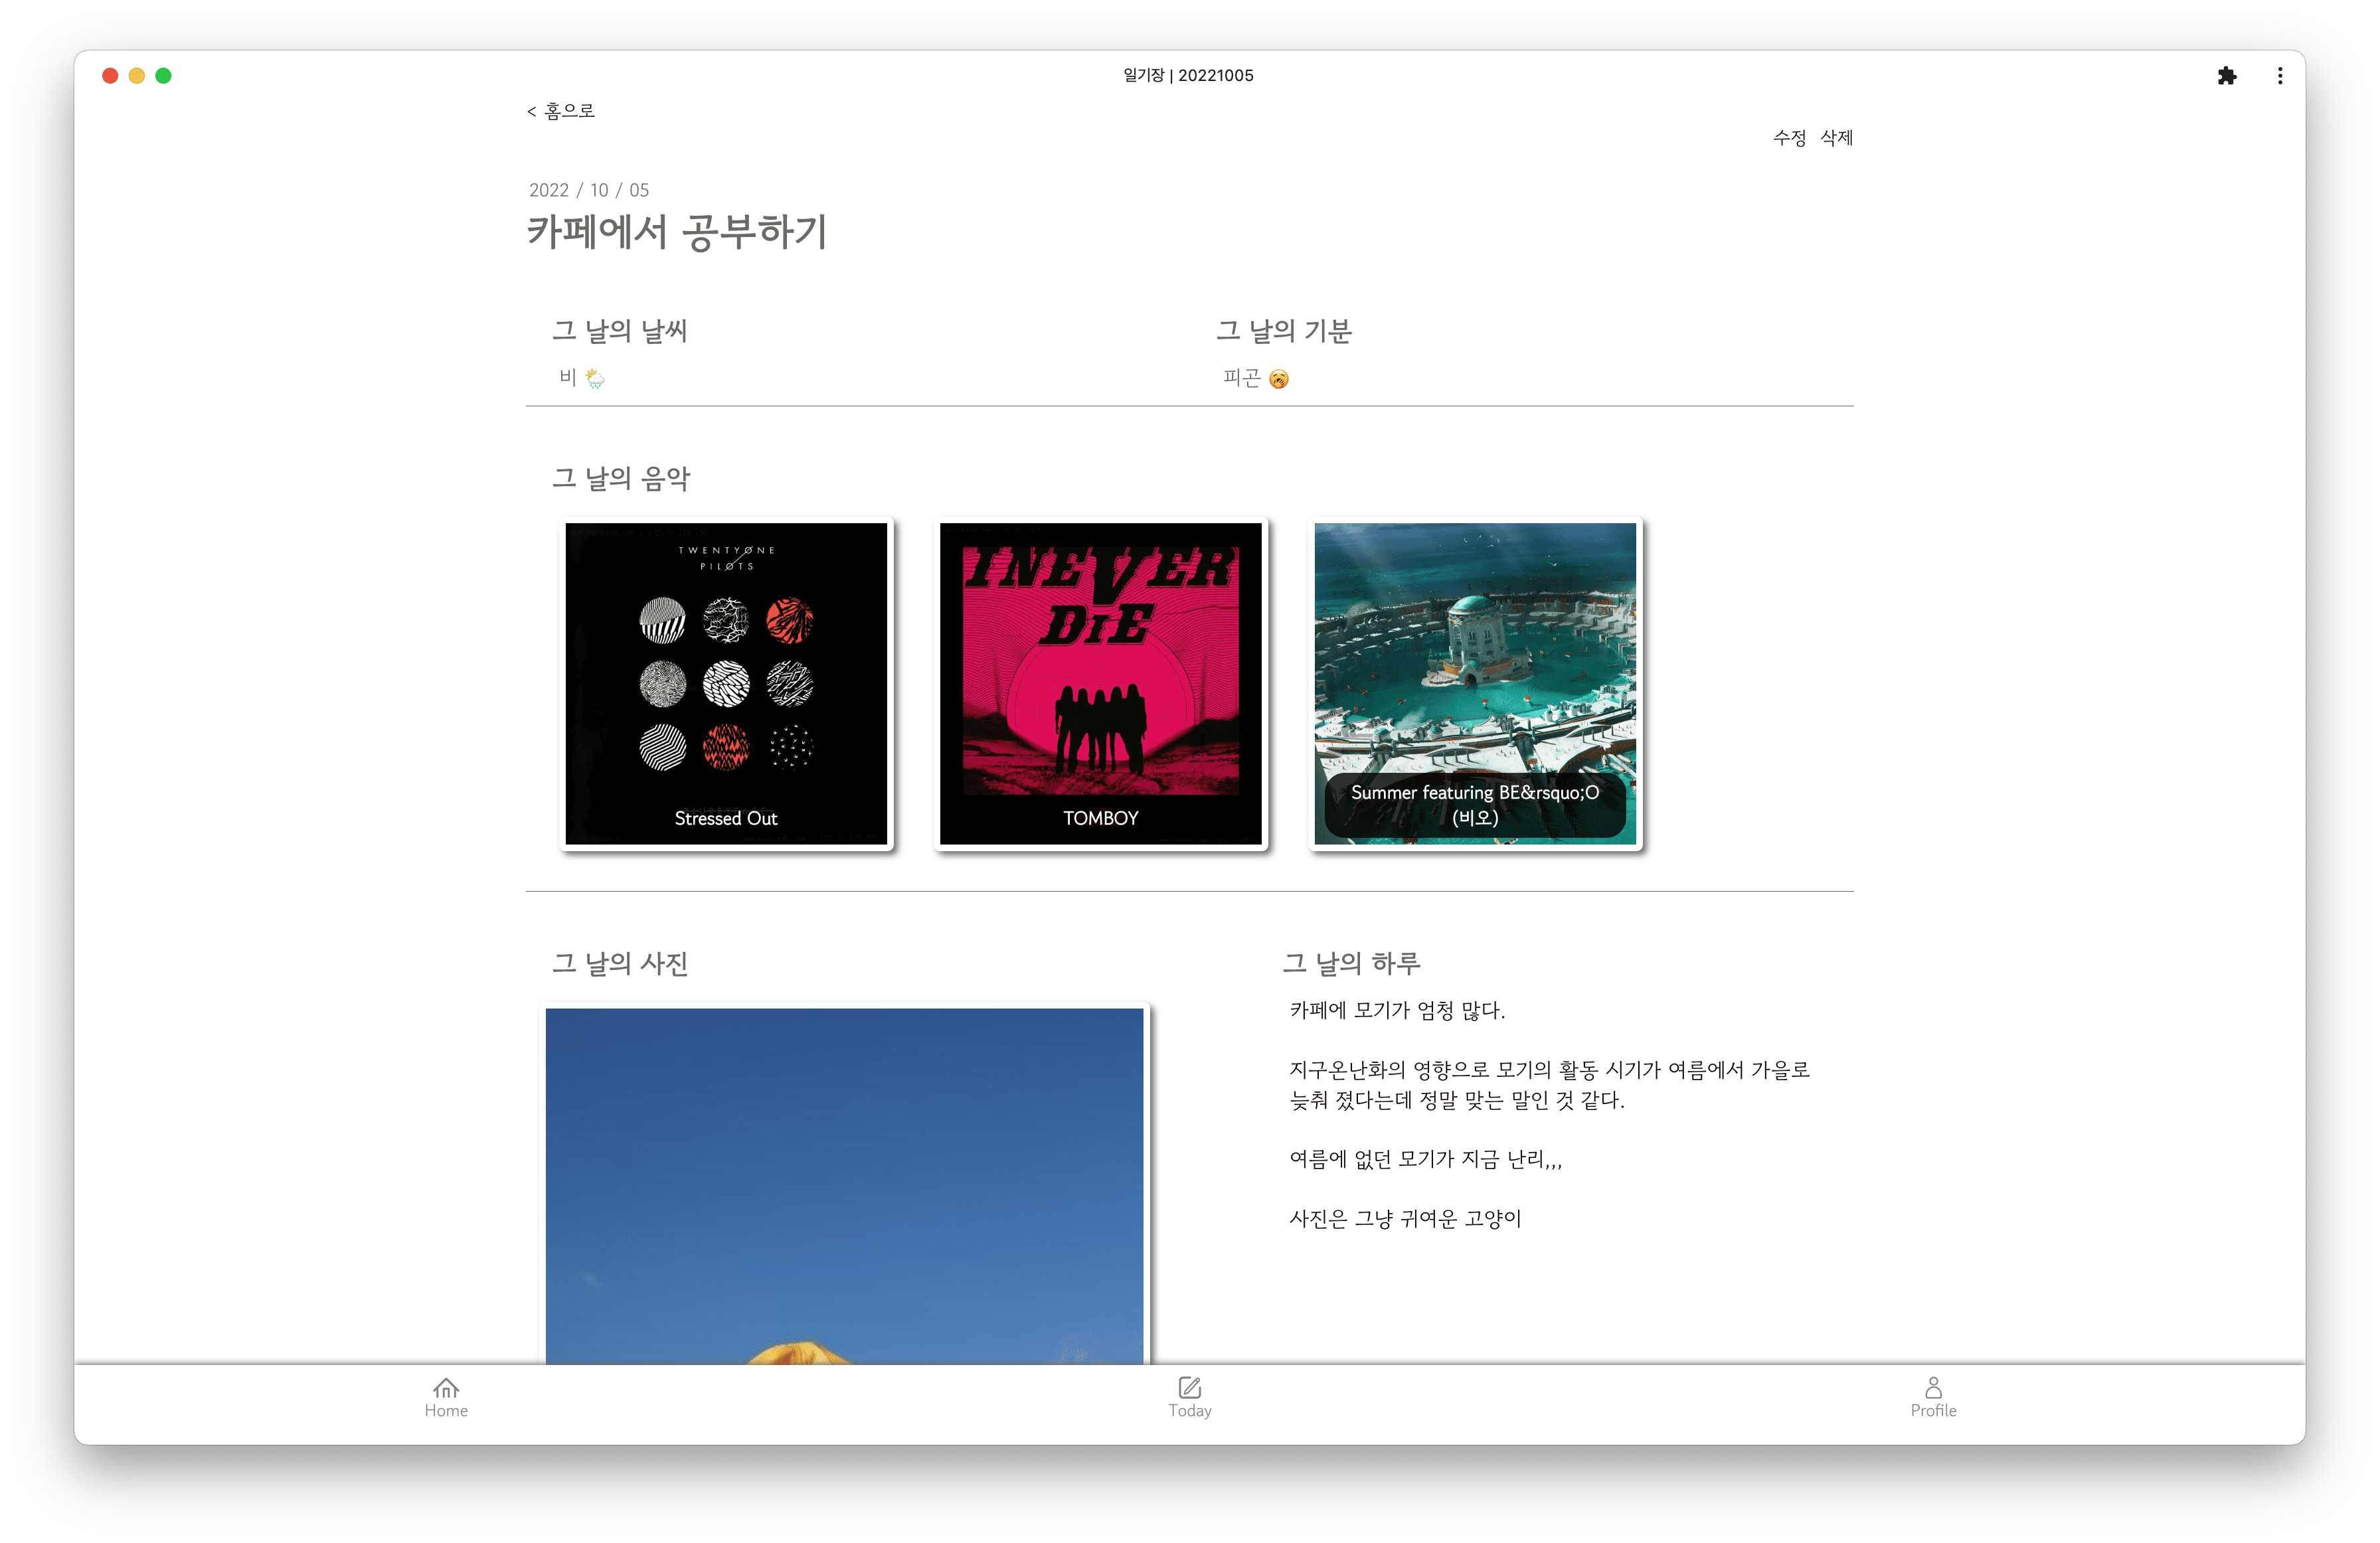 일기장 | 20221005
< 홈으로
수정 삭제
2022 / 10 / 05
카페에서 공부하기
그 날의 날씨
그 날의 기분
비 🌦️
피곤 🥱
그 날의 음악
TWENTY ØNE
PILØTS
Stressed Out
I NEVER
DIE
TOMBOY
Summer featuring BE&rsquo;O
(비오)
그 날의 사진
그 날의 하루
카페에 모기가 엄청 많다.
지구온난화의 영향으로 모기의 활동 시기가 여름에서 가을로
늦춰 졌다는데 정말 맞는 말인 것 같다.
여름에 없던 모기가 지금 난리,,,
사진은 그냥 귀여운 고양이
Home
Today
Profile